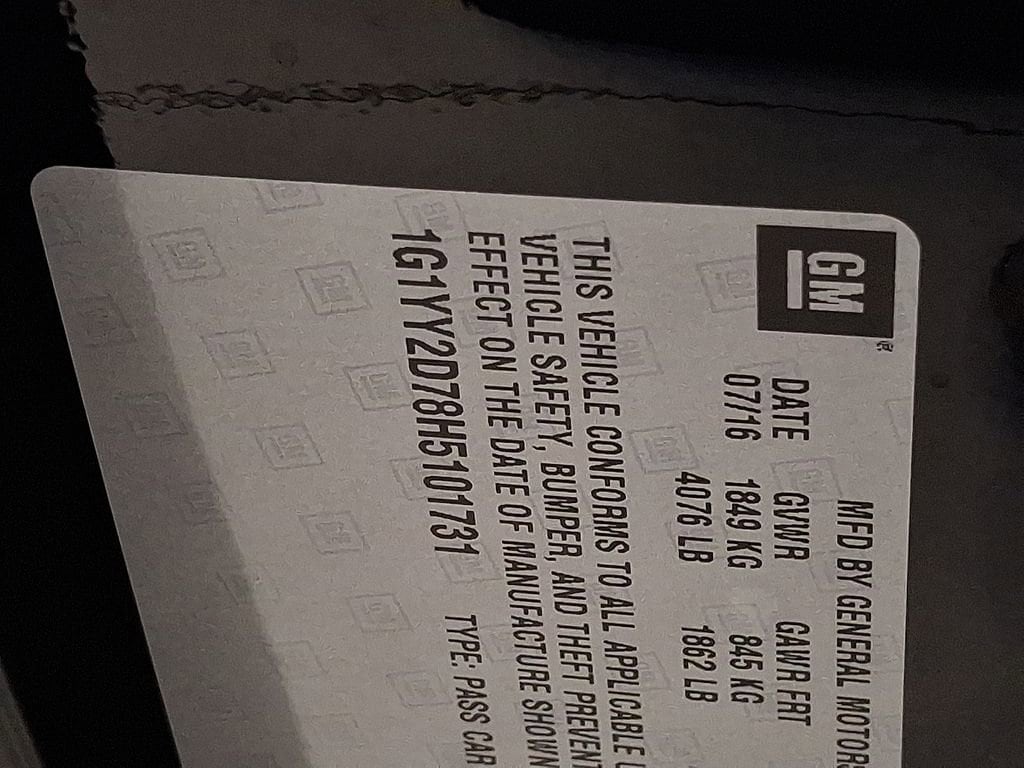 GM
MFD BY GENERAL MOTORS
DATE GVWR GAWR FRT
07/16 1849 KG 845 KG
4076 LB 1862 LB
THIS VEHICLE CONFORMS TO ALL APPLICABLE U
VEHICLE SAFETY, BUMPER, AND THEFT PREVENT
EFFECT ON THE DATE OF MANUFACTURE SHOWN
1G1YY2D78H5101731 TYPE: PASS CAR